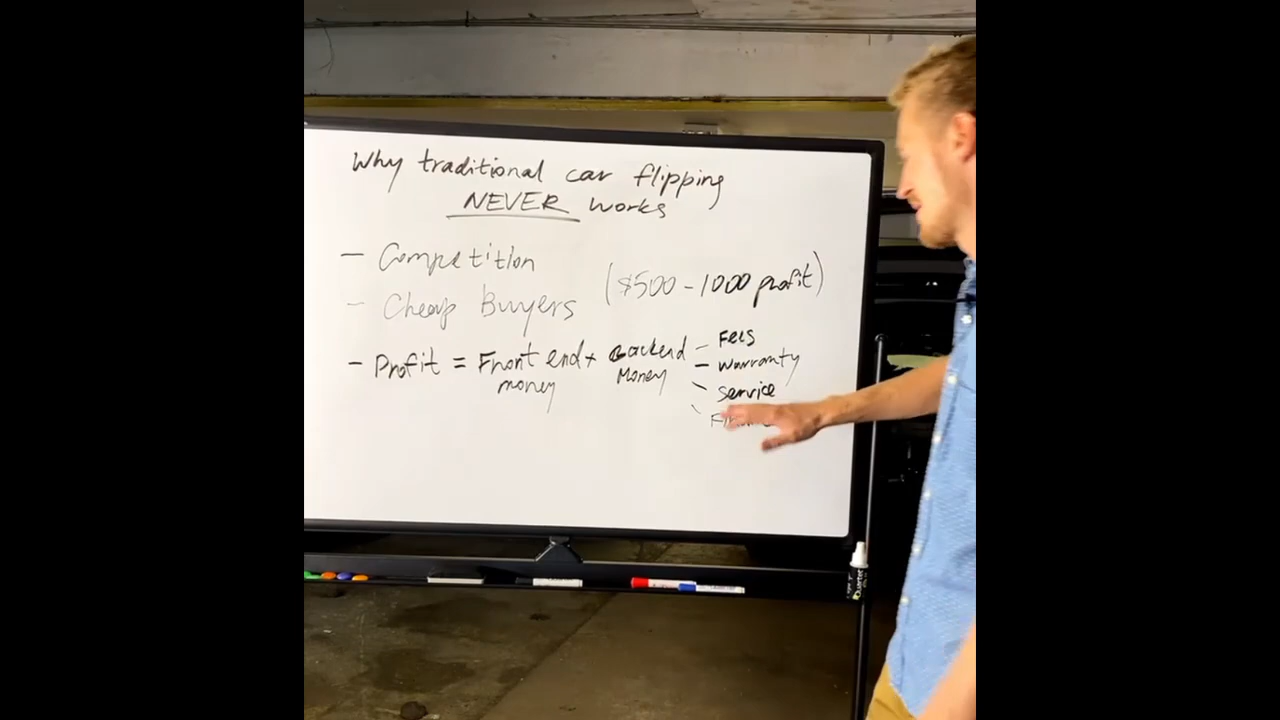 Why traditional car flipping
NEVER works
- Competition
($500 - 1000 profit)
- Cheap Buyers
- Profit = Front end + Backend
money Money
- Fees
- Warranty
- Service